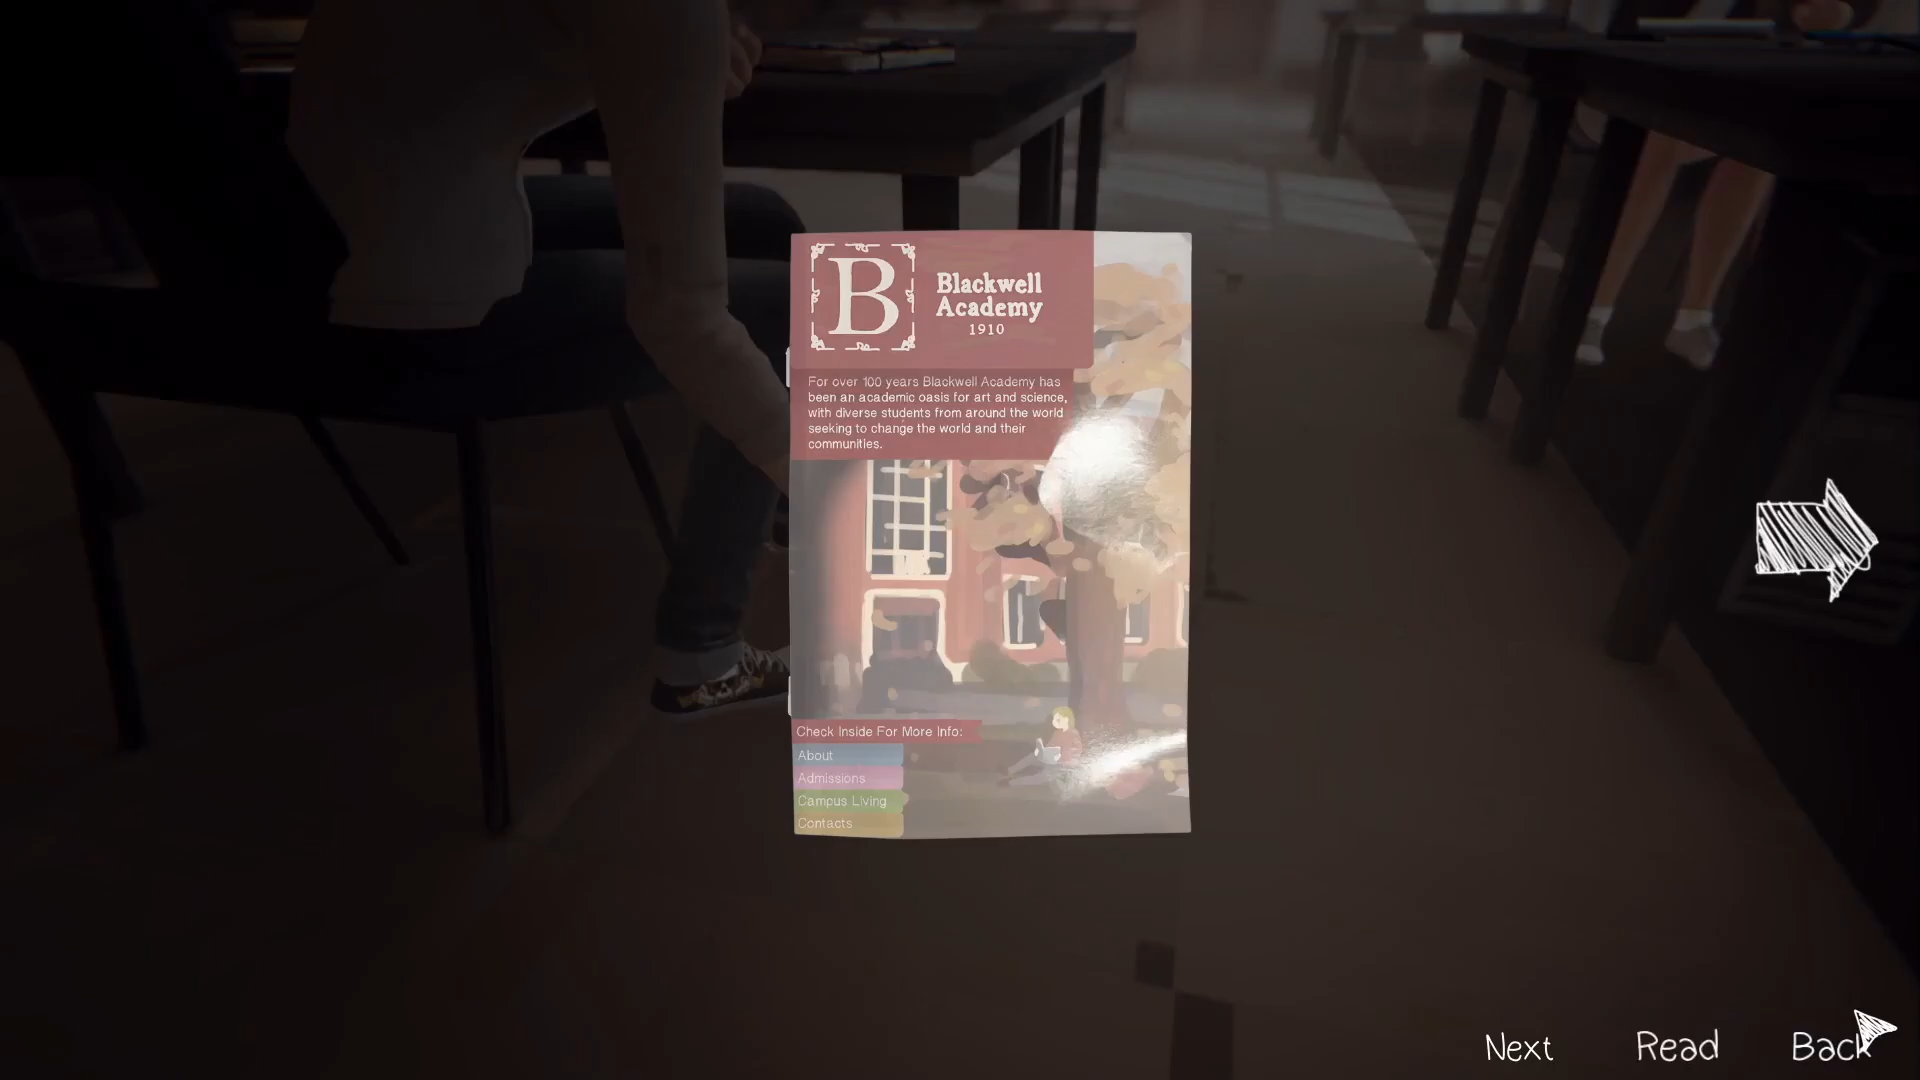 B
Blackwell
Academy
1910
For over 100 years Blackwell Academy has
been an academic oasis for art and science,
with diverse students from around the world
seeking to change the world and their
communities.
Check Inside For More Info:
About
Admissions
Campus Living
Contacts
Next
Read
Back